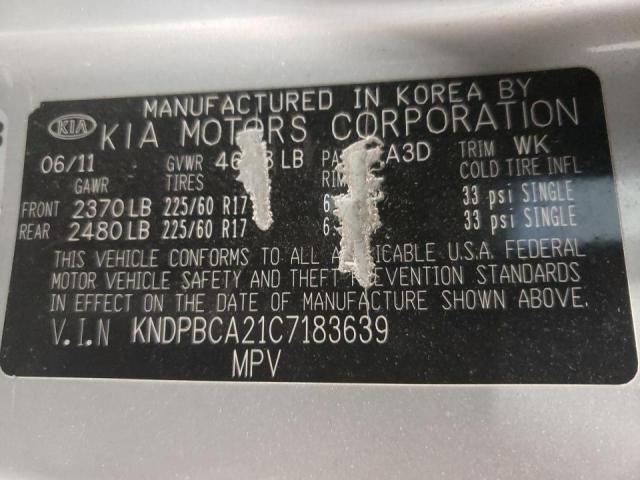 MANUFACTURED IN KOREA BY
KIA KIA MOTORS CORPORATION
06/11 GVWR LB A3D TRIM WK
GAWR TIRES COLD TIRE INFL
FRONT 2370 LB 225/60 R17 33 psi SINGLE
REAR 2480 LB 225/60 R17 33 psi SINGLE
THIS VEHICLE CONFORMS TO ALL U.S.A. FEDERAL
MOTOR VEHICLE SAFETY AND THEFT PREVENTION STANDARDS
IN EFFECT ON THE DATE OF MANUFACTURE SHOWN ABOVE.
V.I.N KNDPBCA21C7183639
MPV